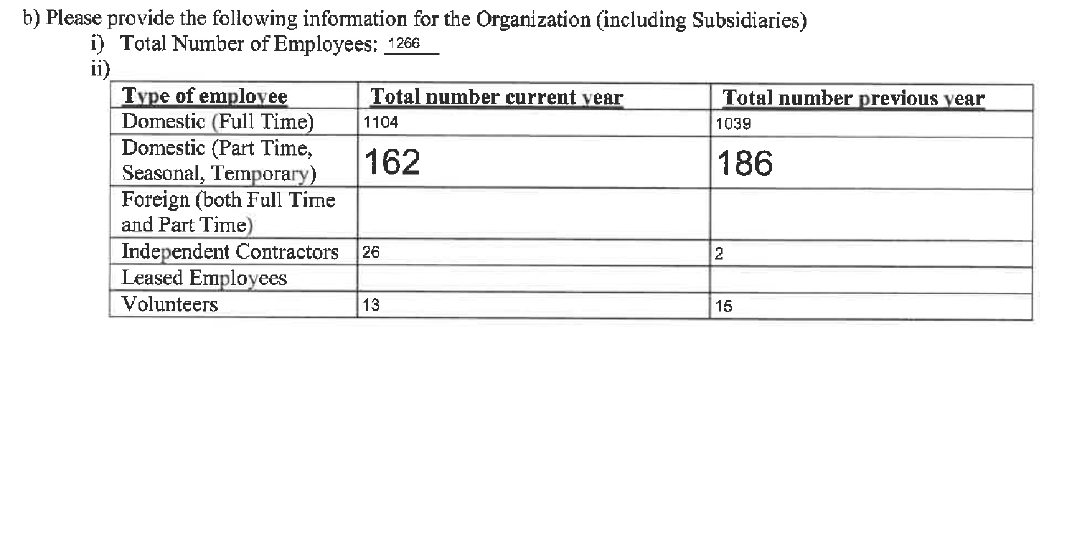 b) Please provide the following information for the Organization (including Subsidiaries)
i) Total Number of Employees: 1266
ii)
Type of employee Total number current year Total number previous year
Domestic (Full Time) 1104 1039
Domestic (Part Time,
Seasonal, Temporary) 162 186
Foreign (both Full Time
and Part Time)
Independent Contractors 26 2
Leased Employees
Volunteers 13 15